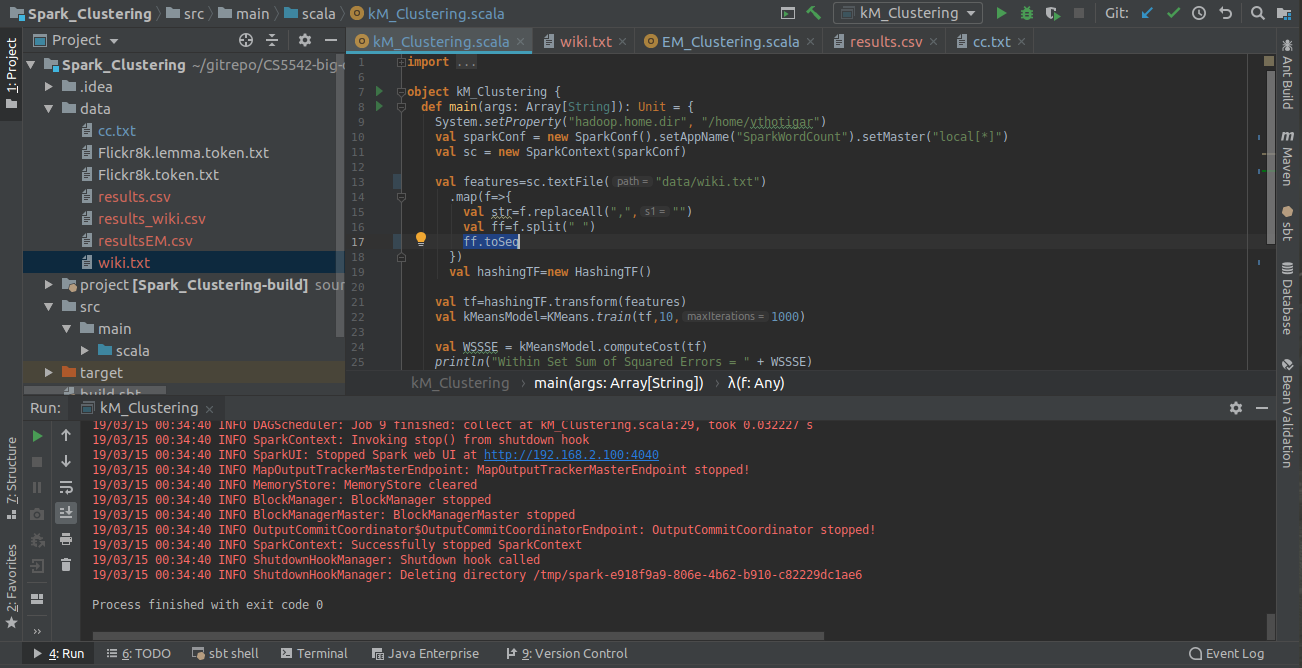 Spark_Clustering src main scala kM_Clustering.scala kM_Clustering Git:
1: Project
Project
kM_Clustering.scala wiki.txt EM_Clustering.scala results.csv cc.txt
Spark_Clustering ~/gitrepo/CS5542-big-
.idea
data
cc.txt
Flickr8k.lemma.token.txt
Flickr8k.token.txt
results.csv
results_wiki.csv
resultsEM.csv
wiki.txt
project [Spark_Clustering-build] sour
src
main
scala
target
build.sbt
1 import ...
6
7 object kM_Clustering {
8 def main(args: Array[String]): Unit = {
9 System.setProperty("hadoop.home.dir", "/home/vthotigar")
10 val sparkConf = new SparkConf().setAppName("SparkWordCount").setMaster("local[*]")
11 val sc = new SparkContext(sparkConf)
12
13 val features=sc.textFile( path = "data/wiki.txt")
14 .map(f=>{
15 val str=f.replaceAll(",", s1 = "")
16 val ff=f.split(" ")
17 ff.toSeq
18 })
19 val hashingTF=new HashingTF()
20
21 val tf=hashingTF.transform(features)
22 val kMeansModel=KMeans.train(tf,10, maxIterations = 1000)
23
24 val WSSSE = kMeansModel.computeCost(tf)
25 println("Within Set Sum of Squared Errors = " + WSSSE)
kM_Clustering › main(args: Array[String]) › λ(f: Any)
Ant Build
Maven
sbt
Database
Bean Validation
Run: kM_Clustering
19/03/15 00:34:40 INFO DAGScheduler: Job 9 finished: collect at kM_Clustering.scala:29, took 0.032227 s
19/03/15 00:34:40 INFO SparkContext: Invoking stop() from shutdown hook
19/03/15 00:34:40 INFO SparkUI: Stopped Spark web UI at http://192.168.2.100:4040
19/03/15 00:34:40 INFO MapOutputTrackerMasterEndpoint: MapOutputTrackerMasterEndpoint stopped!
19/03/15 00:34:40 INFO MemoryStore: MemoryStore cleared
19/03/15 00:34:40 INFO BlockManager: BlockManager stopped
19/03/15 00:34:40 INFO BlockManagerMaster: BlockManagerMaster stopped
19/03/15 00:34:40 INFO OutputCommitCoordinator$OutputCommitCoordinatorEndpoint: OutputCommitCoordinator stopped!
19/03/15 00:34:40 INFO SparkContext: Successfully stopped SparkContext
19/03/15 00:34:40 INFO ShutdownHookManager: Shutdown hook called
19/03/15 00:34:40 INFO ShutdownHookManager: Deleting directory /tmp/spark-e918f9a9-806e-4b62-b910-c82229dc1ae6
Process finished with exit code 0
7: Structure
2: Favorites
4: Run 6: TODO sbt shell Terminal Java Enterprise 9: Version Control Event Log